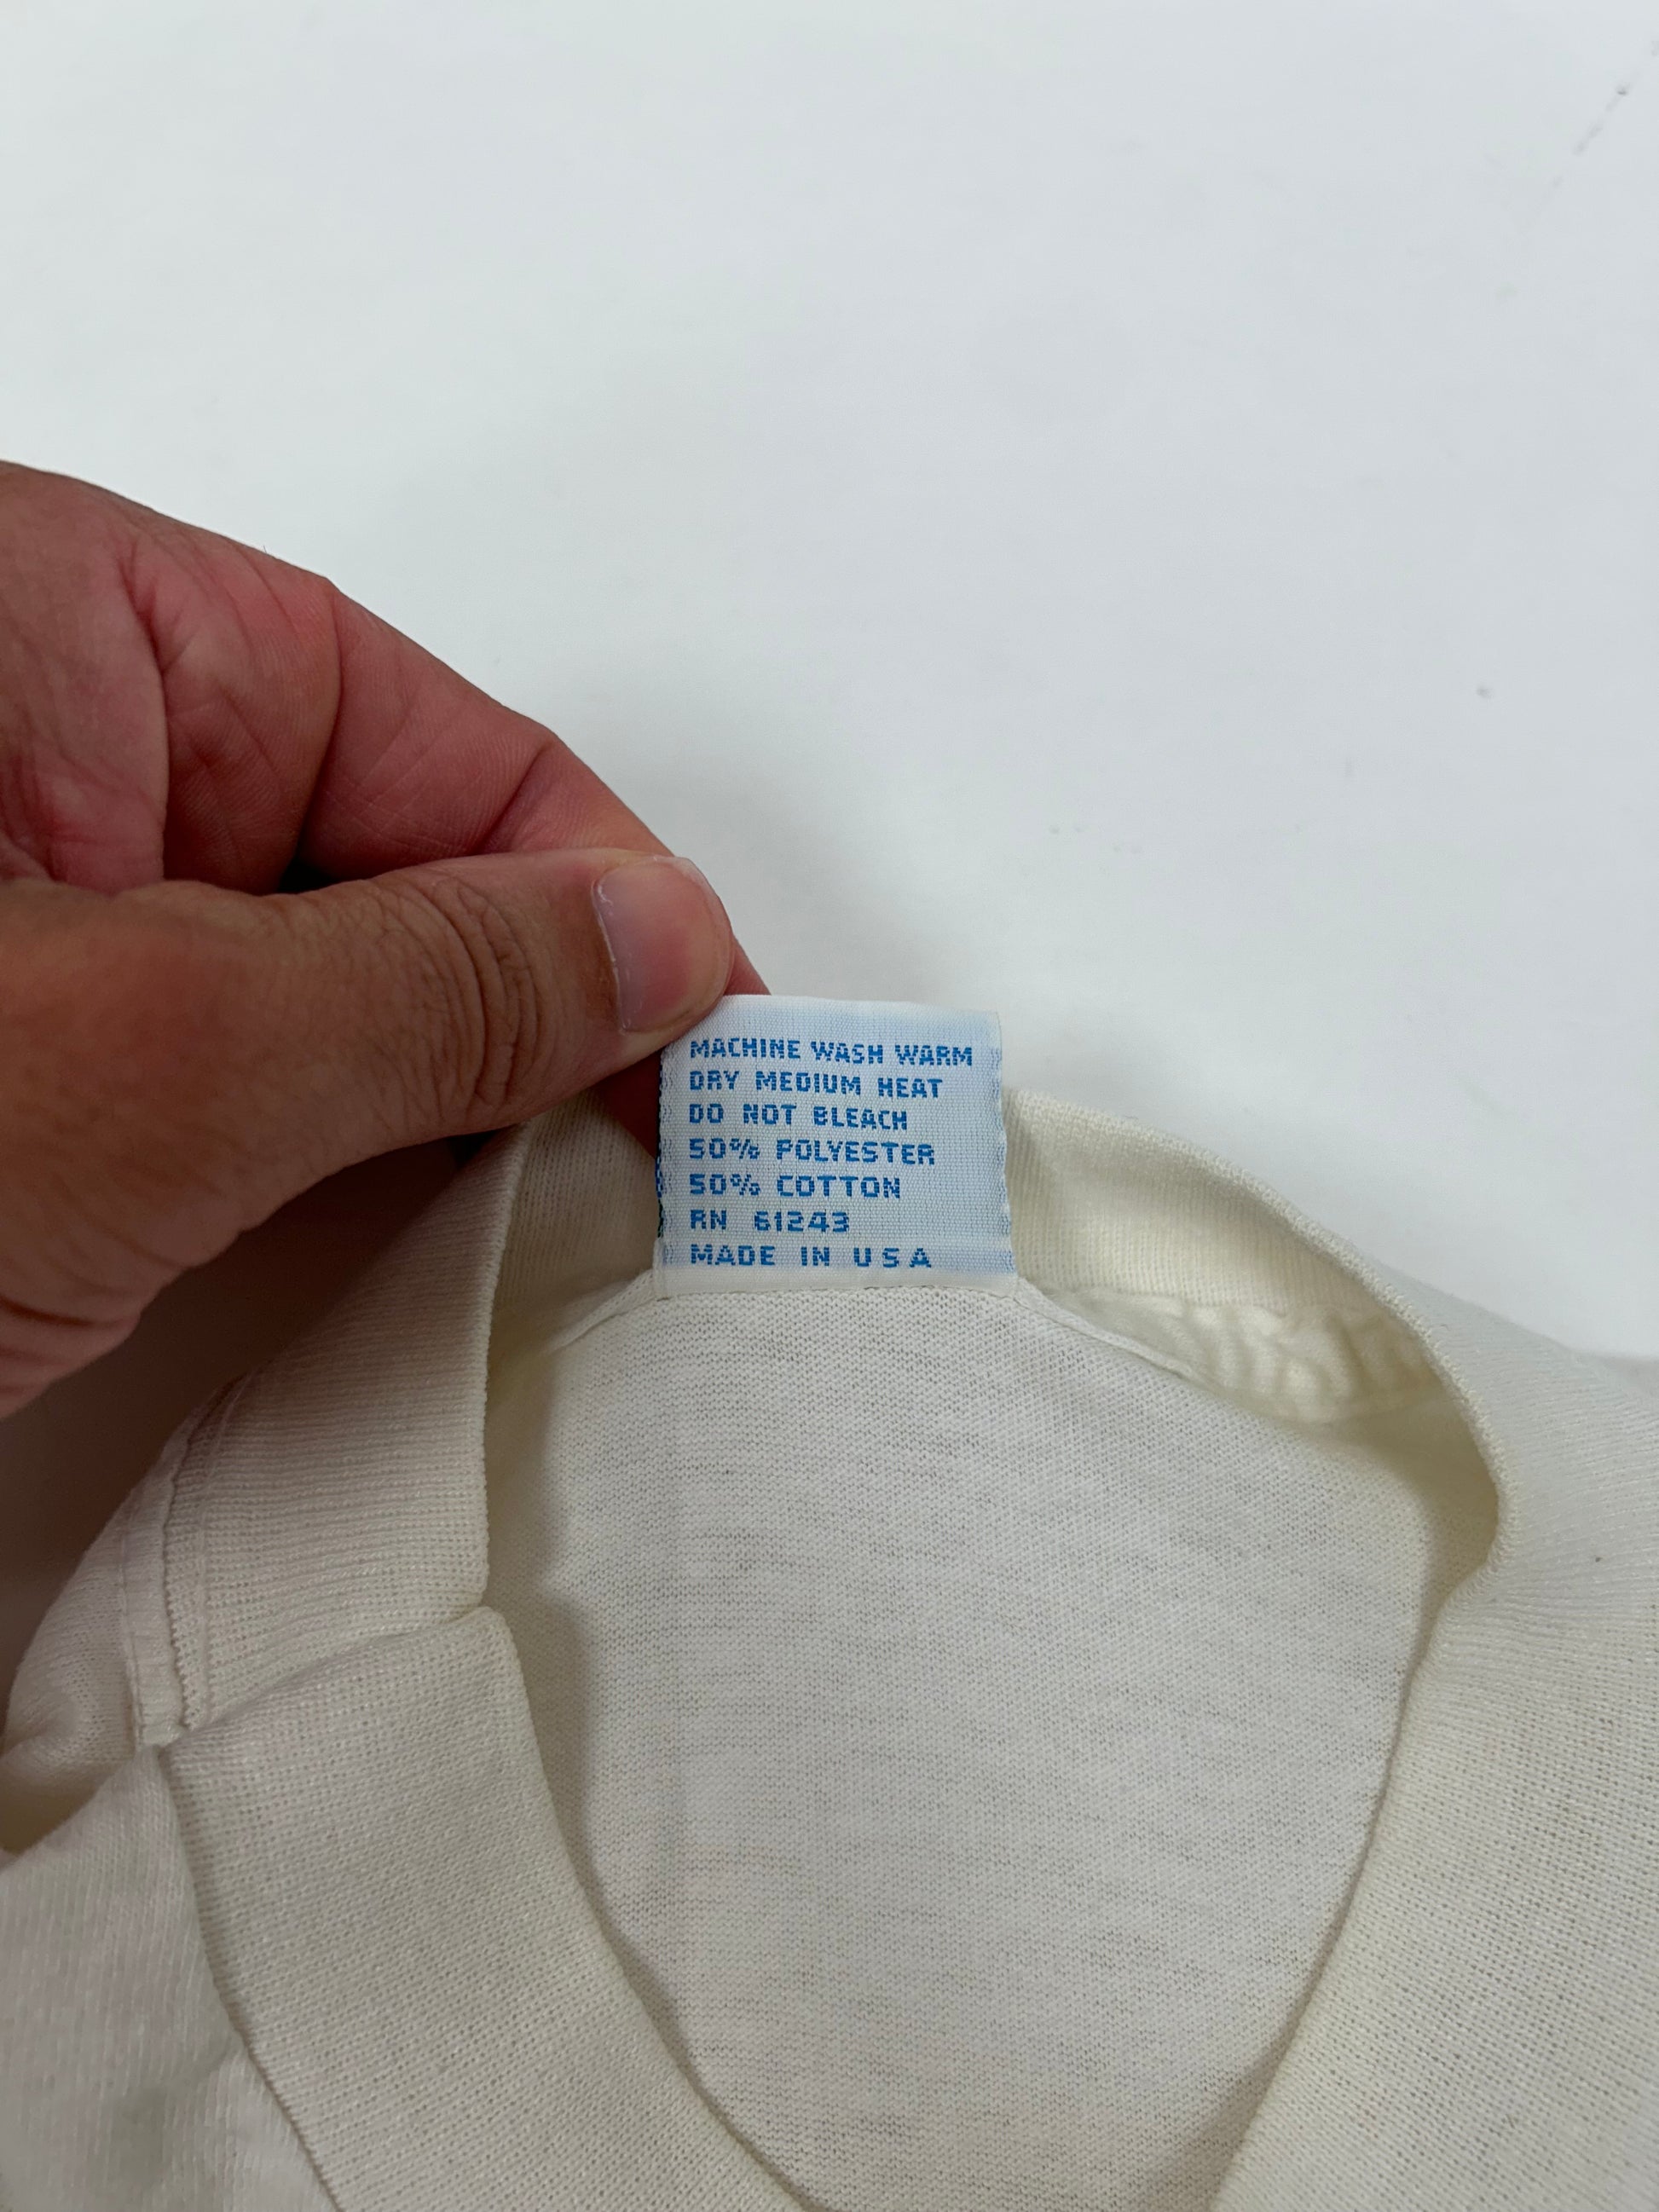 MACHINE WASH WARM
DRY MEDIUM HEAT
DO NOT BLEACH
50% POLYESTER
50% COTTON
RN 61243
MADE IN USA